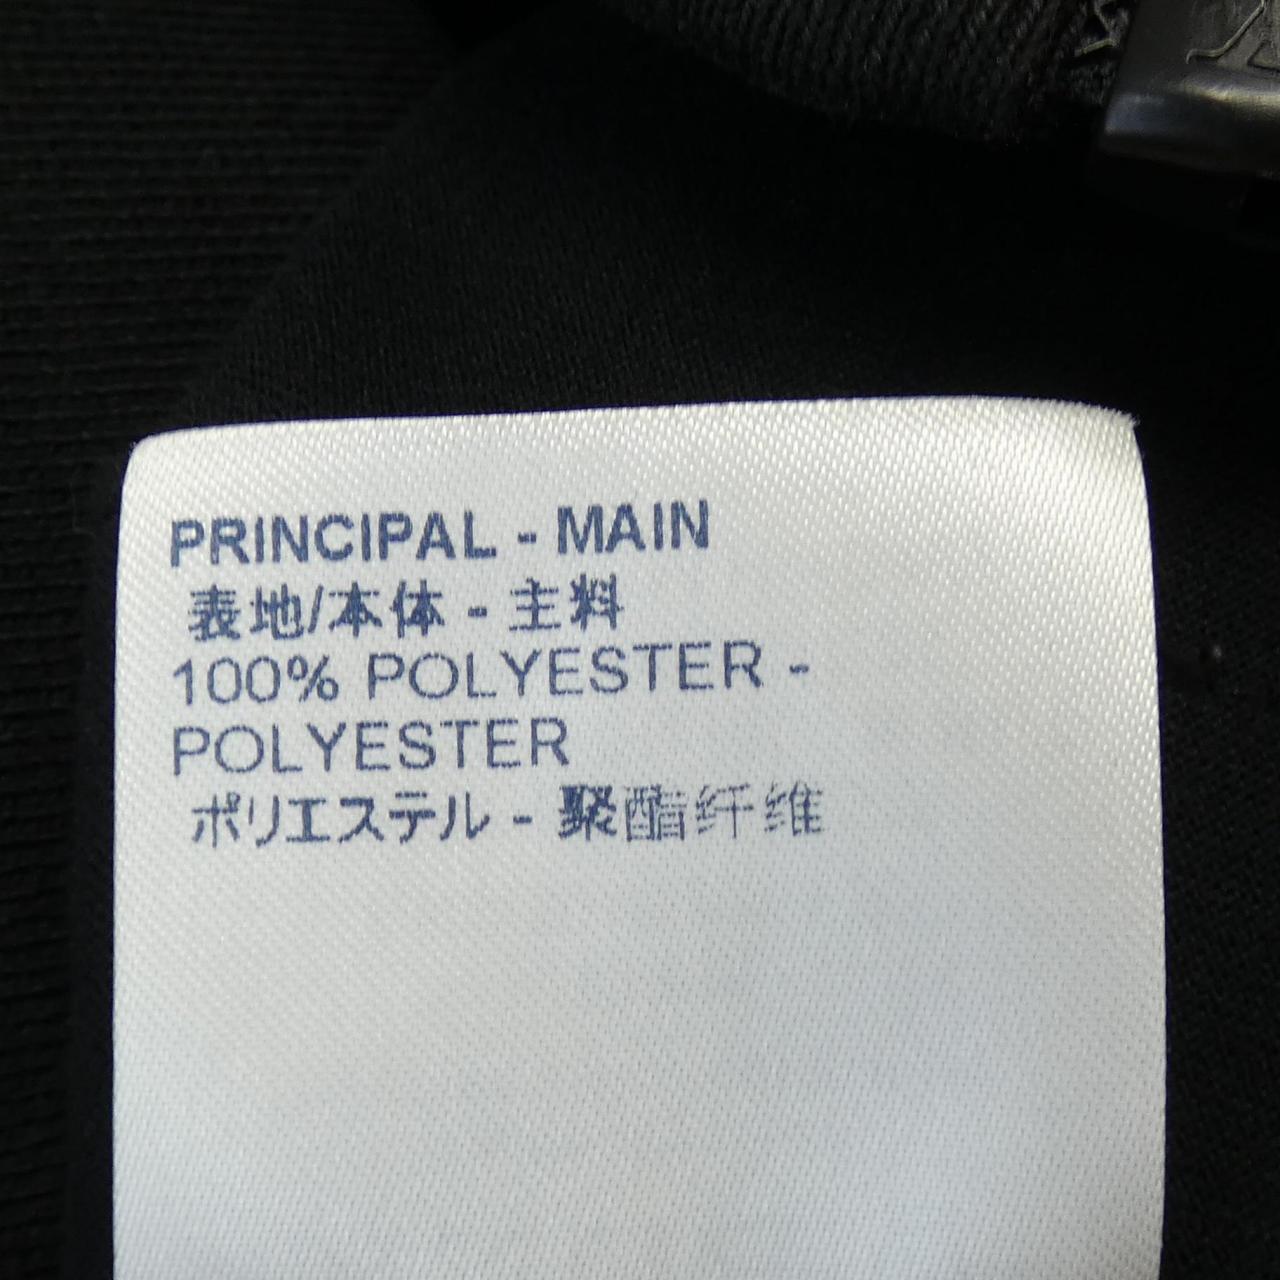 PRINCIPAL - MAIN
表地/本体 - 主料
100% POLYESTER -
POLYESTER
ポリエステル - 聚酯纤维